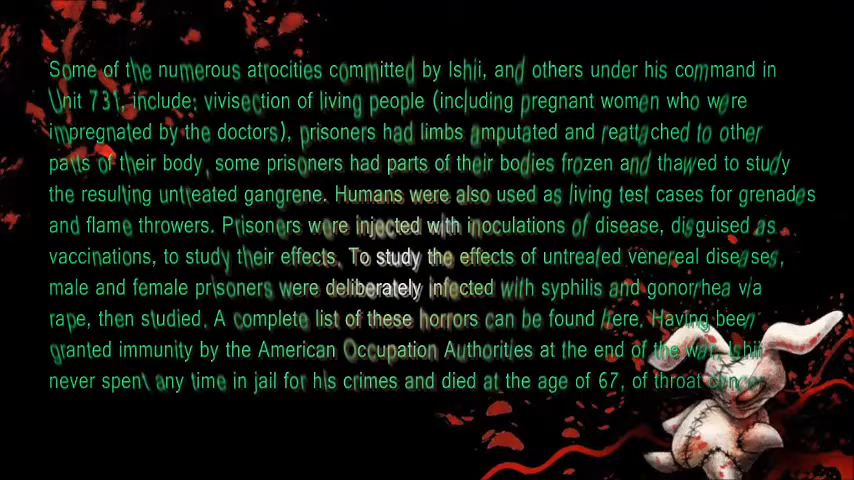 Some of the numerous atrocities committed by Ishii, and others under his command in
Unit 731, include: vivisection of living people (including pregnant women who were
impregnated by the doctors), prisoners had limbs amputated and reattached to other
parts of their body, some prisoners had parts of their bodies frozen and thawed to study
the resulting untreated gangrene. Humans were also used as living test cases for grenades
and flame throwers. Prisoners were injected with inoculations of disease, disguised as
vaccinations, to study their effects. To study the effects of untreated venereal diseases,
male and female prisoners were deliberately infected with syphilis and gonorrhea via
rape, then studied. A complete list of these horrors can be found here. Having been
granted immunity by the American Occupation Authorities at the end of the war, Ishii
never spent any time in jail for his crimes and died at the age of 67, of throat cancer.